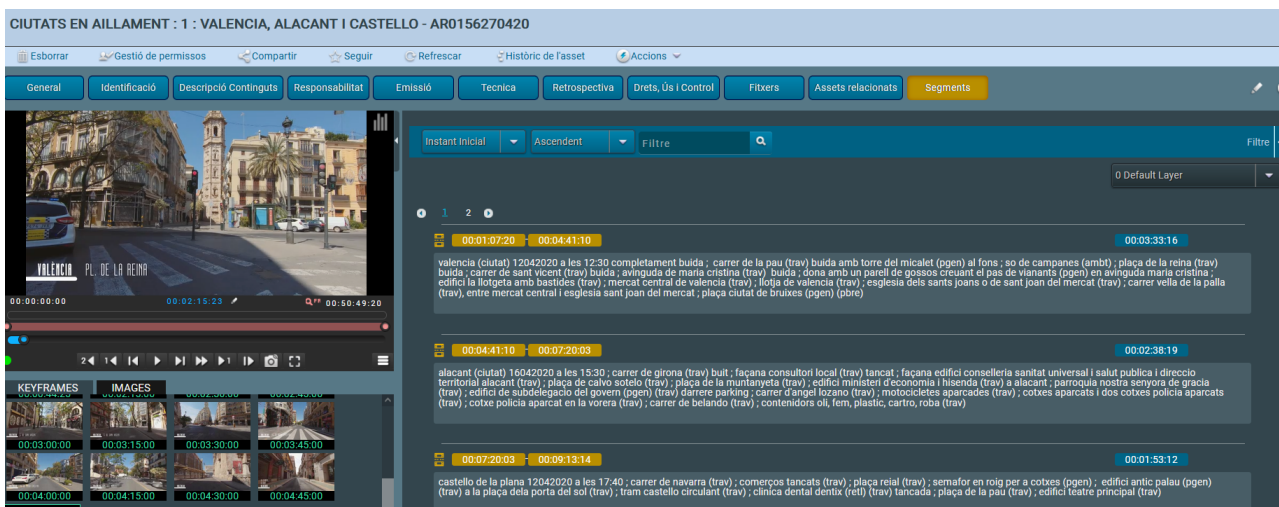 CIUTATS EN AILLAMENT : 1 : VALENCIA, ALACANT I CASTELLO - AR0156270420
Esborrar Gestió de permissos Compartir Seguir Refrescar Històric de l'asset Accions
General Identificació Descripció Continguts Responsabilitat Emissió Tecnica Retrospectiva Drets, Ús i Control Fitxers Assets relacionats Segments
Instant Inicial Ascendent Filtre Filtre
0 Default Layer
1 2
VALÈNCIA PL. DE LA REINA
00:00:00:00 00:02:15:23 00:50:49:20
2 1 1
KEYFRAMES IMAGES
00:00:44:23 00:02:45:00
00:03:00:00 00:03:15:00 00:03:30:00 00:03:45:00
00:04:00:00 00:04:15:00 00:04:30:00 00:04:45:00
00:01:07:20 - 00:04:41:10 00:03:33:16
valencia (ciutat) 12042020 a les 12:30 completament buida ; carrer de la pau (trav) buida amb torre del micalet (pgen) al fons ; so de campanes (ambt) ; plaça de la reina (trav)
buida ; carrer de sant vicent (trav) buida ; avinguda de maria cristina (trav) buida ; dona amb un parell de gossos creuant el pas de vianants (pgen) en avinguda maria cristina ;
edifici la llotgeta amb bastides (trav) ; mercat central de valencia (trav) ; llotja de valencia (trav) ; esglesia dels sants joans o de sant joan del mercat (trav) ; carrer vella de la palla
(trav), entre mercat central i esglesia sant joan del mercat ; plaça ciutat de bruixes (pgen) (pbre)
00:04:41:10 - 00:07:20:03 00:02:38:19
alacant (ciutat) 16042020 a les 15:30 ; carrer de girona (trav) buit ; façana consultori local (trav) tancat ; façana edifici conselleria sanitat universal i salut publica i direccio
territorial alacant (trav) ; plaça de calvo sotelo (trav) ; plaça de la muntanyeta (trav) ; edifici ministeri d'economia i hisenda (trav) a alacant ; parroquia nostra senyora de gracia
(trav) ; edifici de subdelegacio del govern (pgen) (trav) darrere parking ; carrer d'angel lozano (trav) ; motocicletes aparcades (trav) ; cotxes aparcats i dos cotxes policia aparcats
(trav) ; cotxe policia aparcat en la vorera (trav) ; carrer de belando (trav) ; contenidors oli, fem, plastic, cartro, roba (trav)
00:07:20:03 - 00:09:13:14 00:01:53:12
castello de la plana 12042020 a les 17:40 ; carrer de navarra (trav) ; comerços tancats (trav) ; plaça reial (trav) ; semafor en roig per a cotxes (pgen) ; edifici antic palau (pgen)
(trav) a la plaça dela porta del sol (trav) ; tram castello circulant (trav) ; clinica dental dentix (retl) (trav) tancada ; plaça de la pau (trav) ; edifici teatre principal (trav)